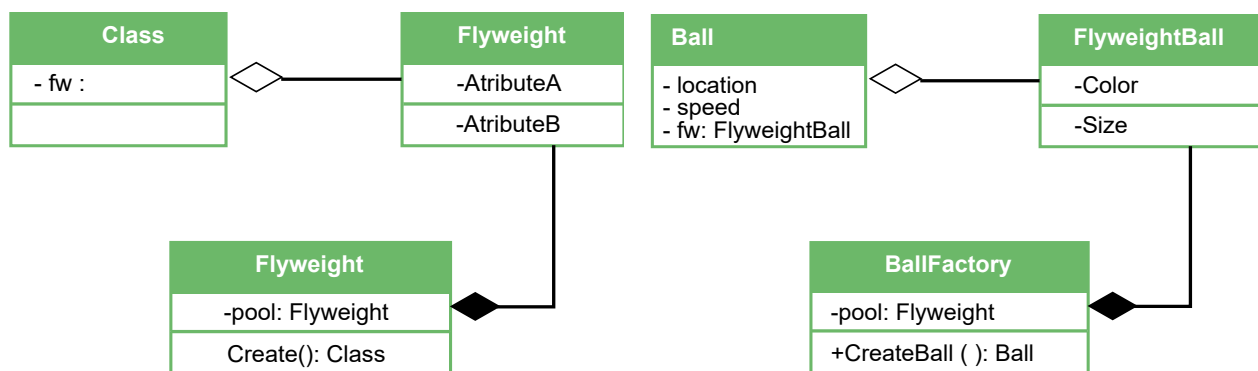 Class
- fw :
Flyweight
-AtributeA
-AtributeB
Flyweight
-pool: Flyweight
Create(): Class
Ball
- location
- speed
- fw: FlyweightBall
FlyweightBall
-Color
-Size
BallFactory
-pool: Flyweight
+CreateBall ( ): Ball